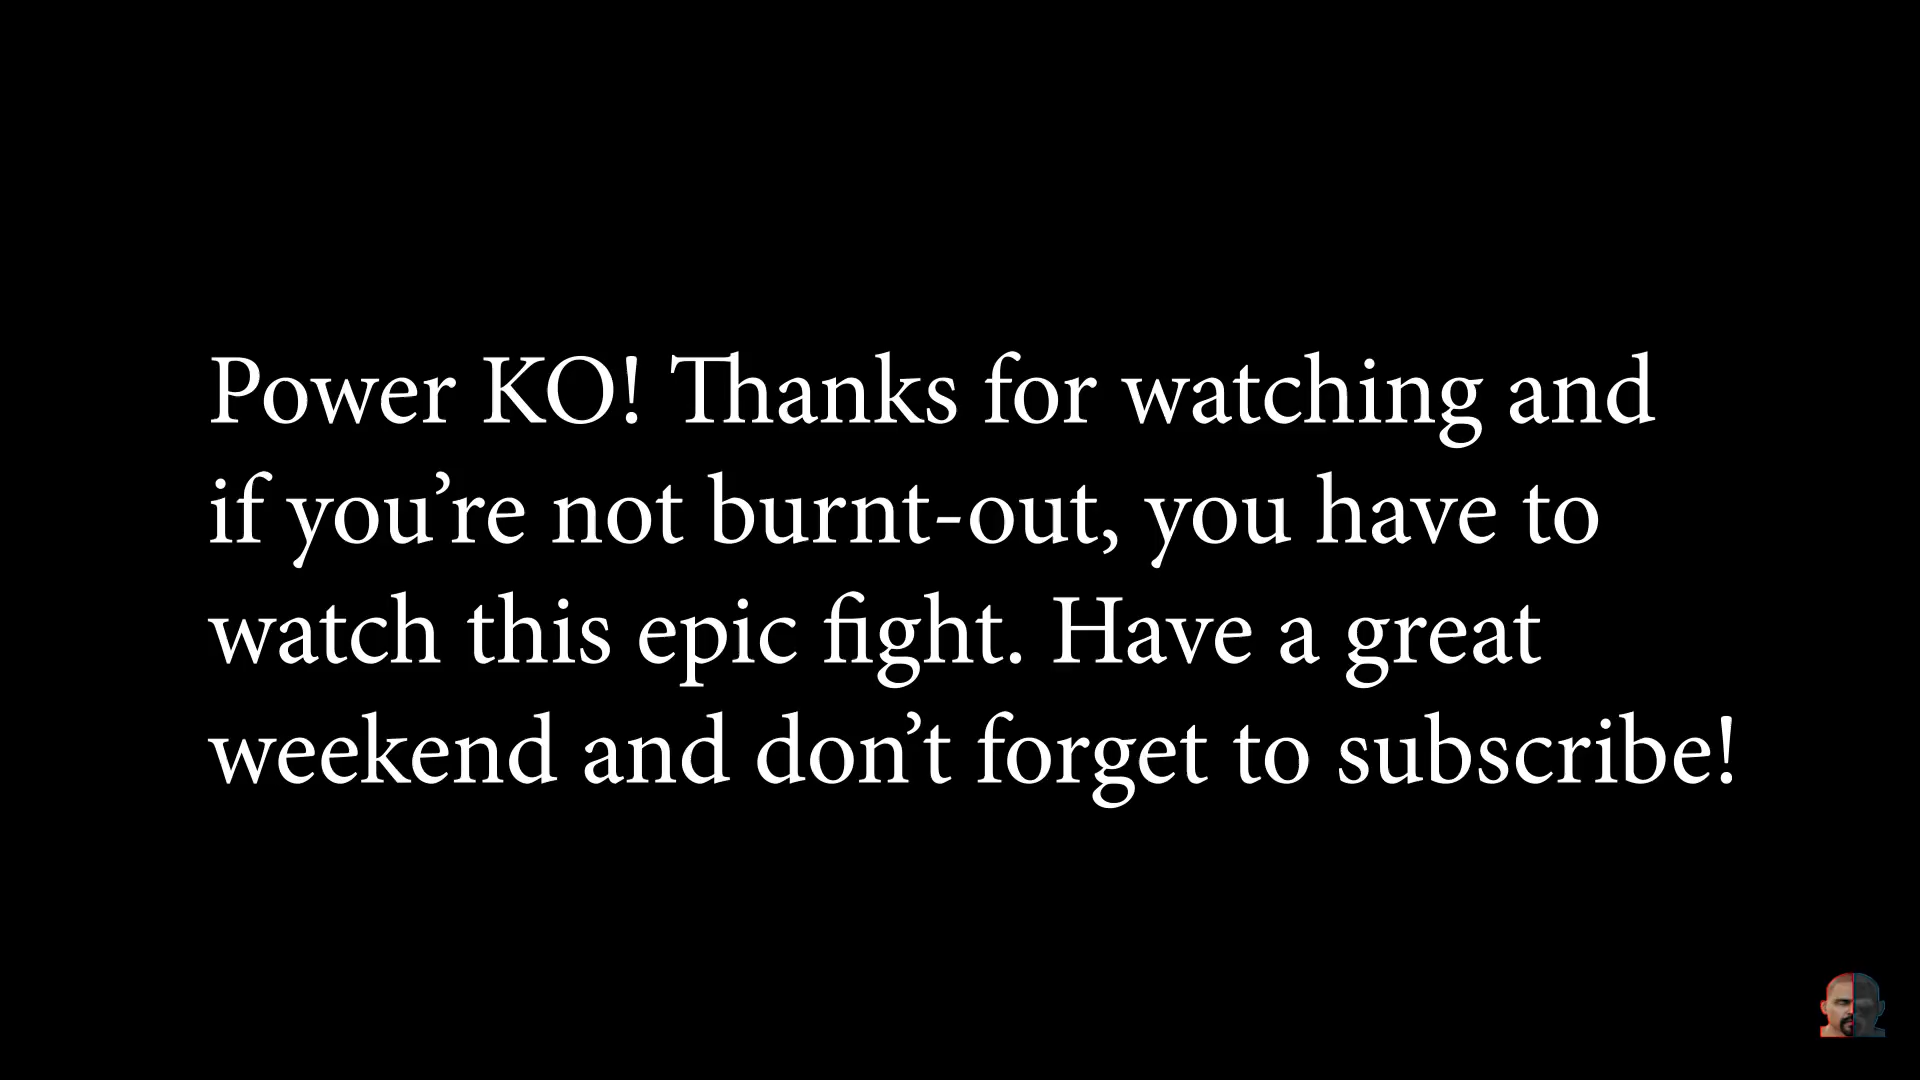 Power KO! Thanks for watching and
if you’re not burnt-out, you have to
watch this epic fight. Have a great
weekend and don’t forget to subscribe!